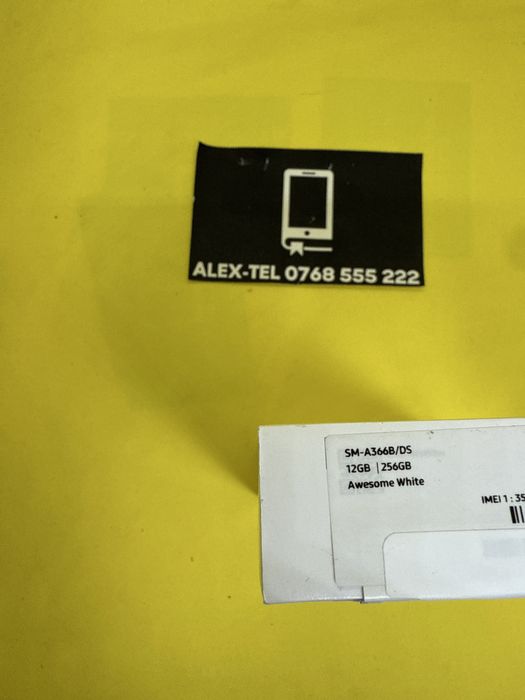 ALEX-TEL 0768 555 222
SM-A366B/DS
12GB | 256GB
Awesome White
IMEI 1 : 35